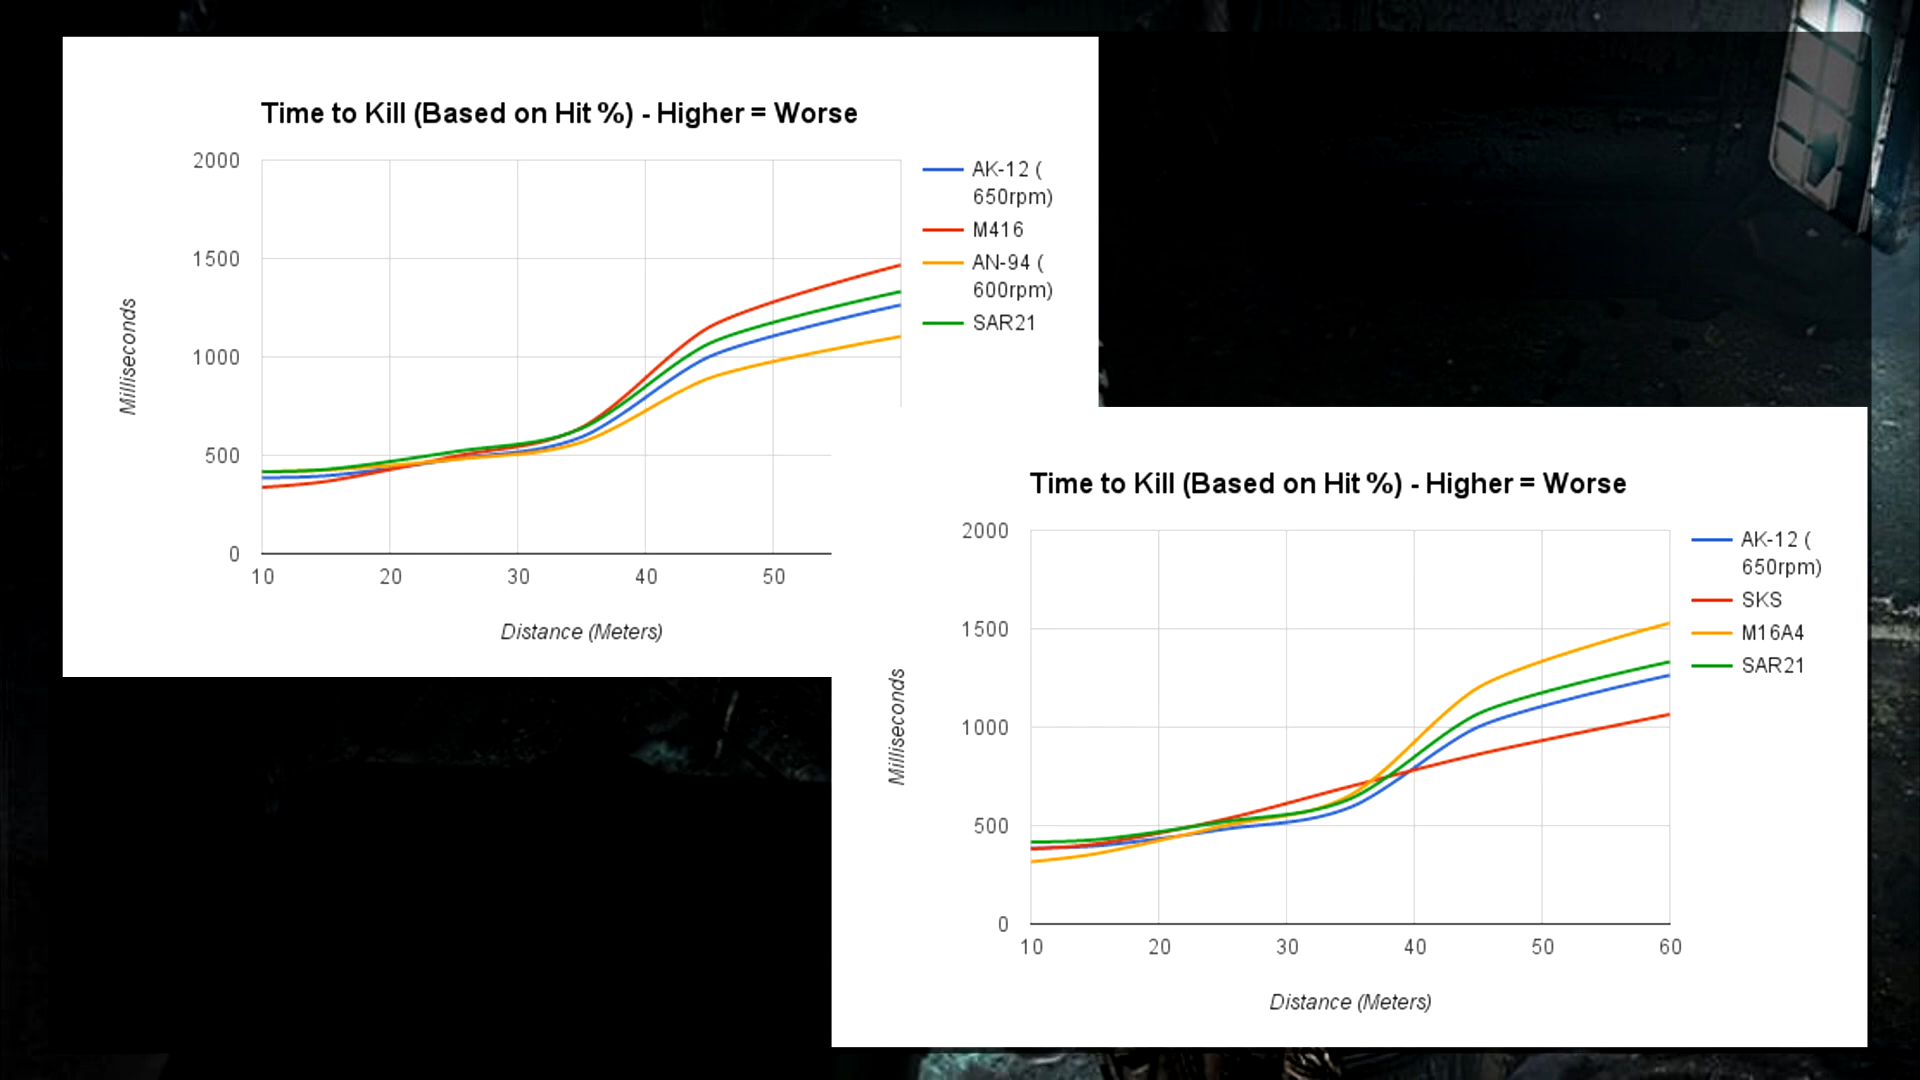 Time to Kill (Based on Hit %) - Higher = Worse
2000
1500
1000
500
0
Milliseconds
10 20 30 40 50
Distance (Meters)
AK-12 (
650rpm)
M416
AN-94 (
600rpm)
SAR21
Time to Kill (Based on Hit %) - Higher = Worse
2000
1500
1000
500
0
Milliseconds
10 20 30 40 50 60
Distance (Meters)
AK-12 (
650rpm)
SKS
M16A4
SAR21